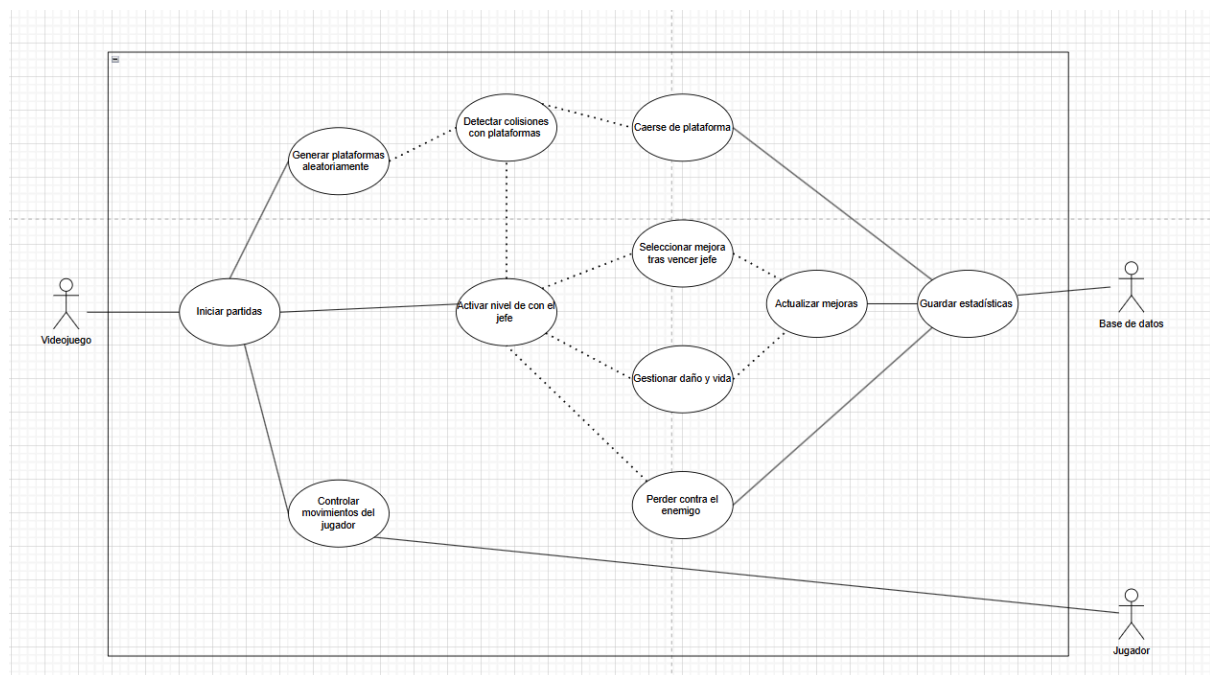 Detectar colisiones
con plataformas
Caerse de plataforma
Generar plataformas
aleatoriamente
Seleccionar mejora
tras vencer jefe
Videojuego
Iniciar partidas
Activar nivel de con el
jefe
Actualizar mejoras
Guardar estadísticas
Base de datos
Gestionar daño y vida
Controlar
movimientos del
jugador
Perder contra el
enemigo
Jugador